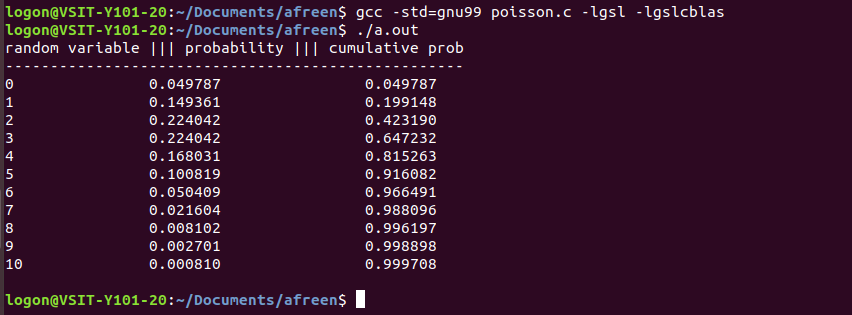 logon@VSIT-Y101-20:~/Documents/afreen$ gcc -std=gnu99 poisson.c -lgsl -lgslcblas
logon@VSIT-Y101-20:~/Documents/afreen$ ./a.out
random variable ||| probability ||| cumulative prob
---------------------------------------------------
0               0.049787                0.049787
1               0.149361                0.199148
2               0.224042                0.423190
3               0.224042                0.647232
4               0.168031                0.815263
5               0.100819                0.916082
6               0.050409                0.966491
7               0.021604                0.988096
8               0.008102                0.996197
9               0.002701                0.998898
10              0.000810                0.999708
logon@VSIT-Y101-20:~/Documents/afreen$